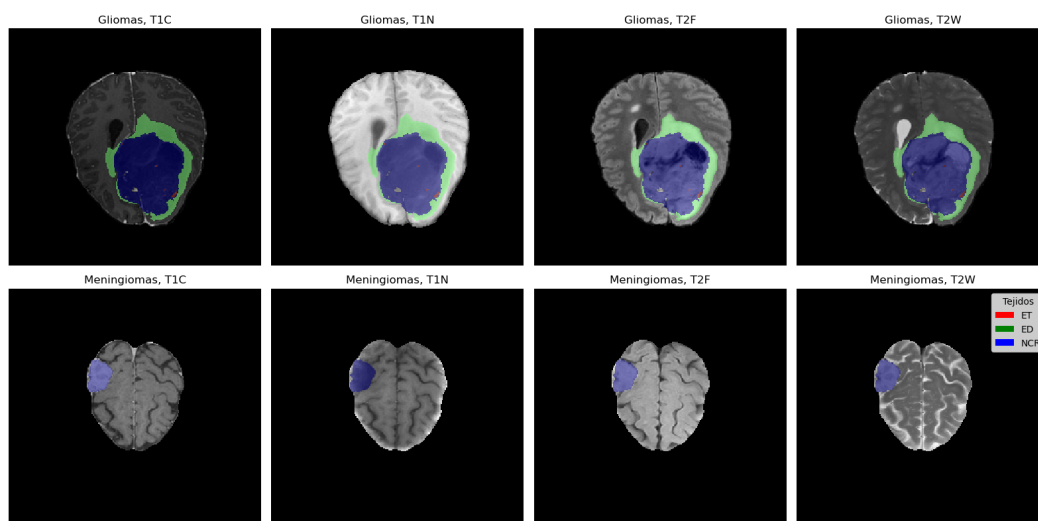 Gliomas, T1C
Gliomas, T1N
Gliomas, T2F
Gliomas, T2W
Meningiomas, T1C
Meningiomas, T1N
Meningiomas, T2F
Meningiomas, T2W
Tejidos
ET
ED
NCR